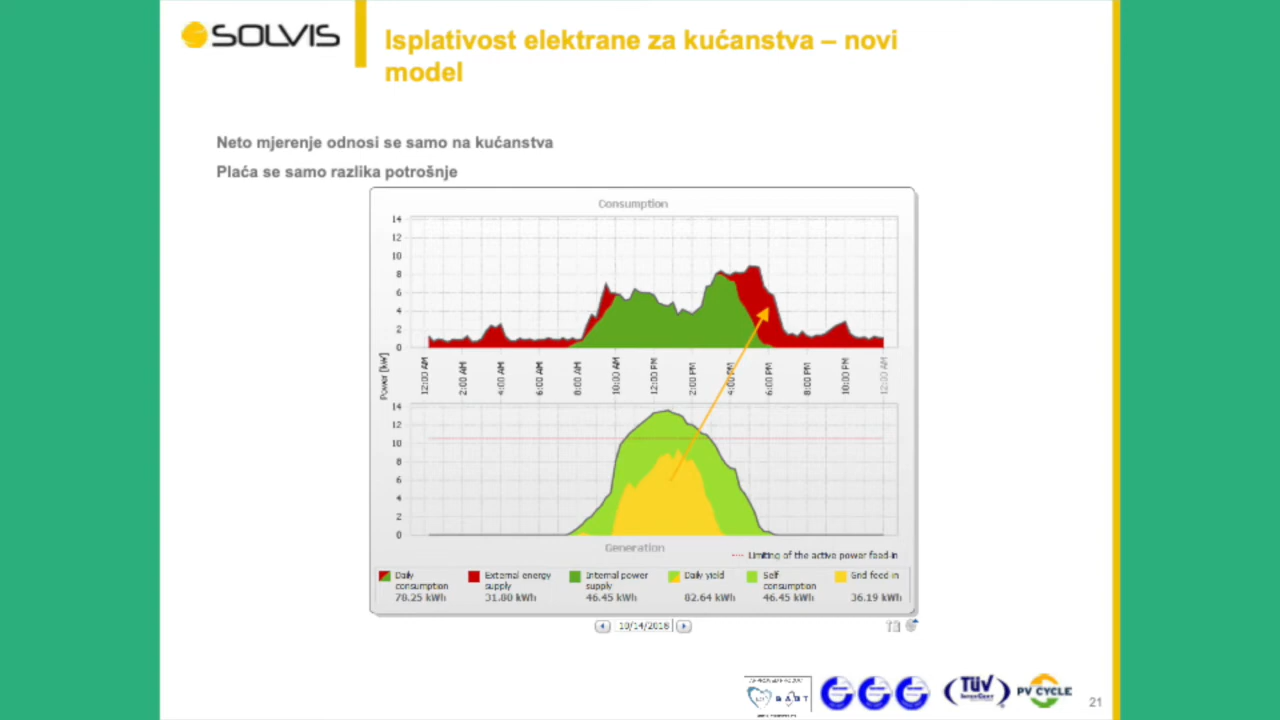 SOLVIS
Isplativost elektrane za kućanstva – novi
model
Neto mjerenje odnosi se samo na kućanstva
Plaća se samo razlika potrošnje
Consumption
14
12
10
8
6
4
2
0
Power [kW]
12:00 AM 2:00 AM 4:00 AM 6:00 AM 8:00 AM 10:00 AM 12:00 PM 2:00 PM 4:00 PM 6:00 PM 8:00 PM 10:00 PM 12:00 AM
14
12
10
8
6
4
2
0
Generation
Limiting of the active power feed-in
Daily External energy Internal power Daily yield Self Grid feed-in
consumption supply supply consumption
78.25 kWh 31.80 kWh 46.45 kWh 82.64 kWh 46.45 kWh 36.19 kWh
10/14/2018
TÜV
PV CYCLE
21